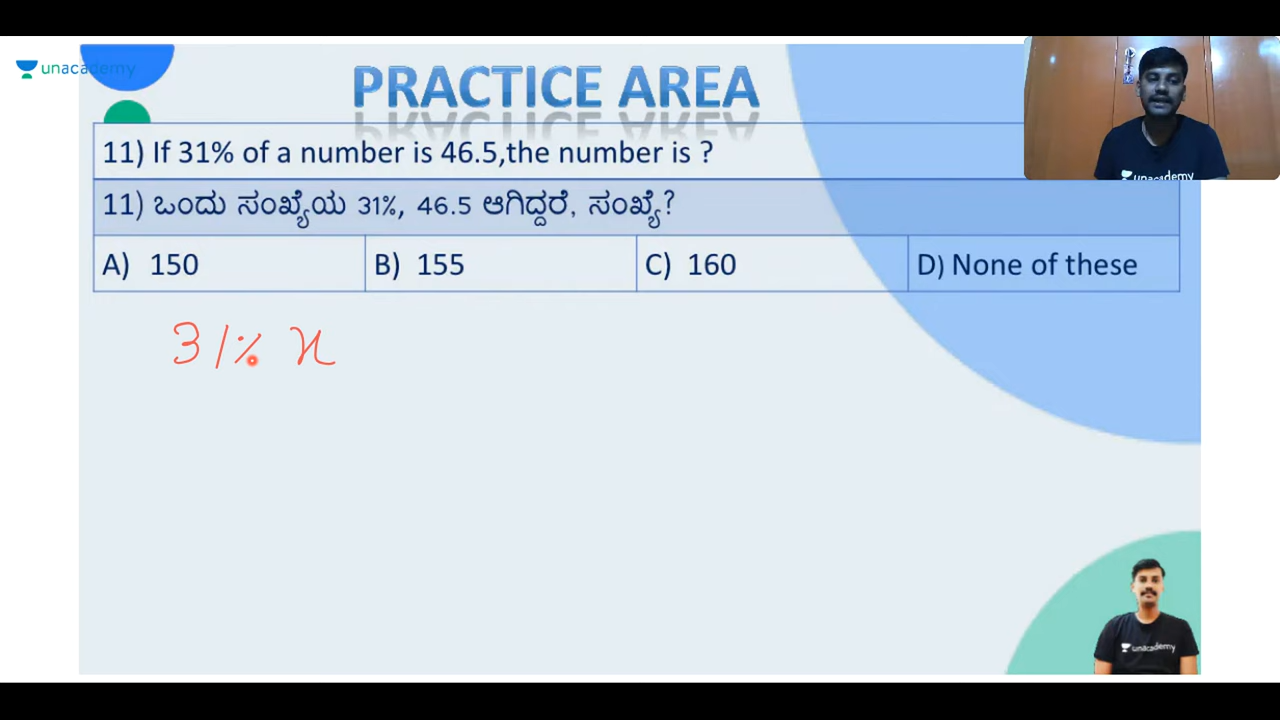 unacademy
PRACTICE AREA
11) If 31% of a number is 46.5,the number is ?
11) ಒಂದು ಸಂಖ್ಯೆಯ 31%, 46.5 ಆಗಿದ್ದರೆ, ಸಂಖ್ಯೆ?
A) 150 B) 155 C) 160 D) None of these
31% x
unacademy
unacademy